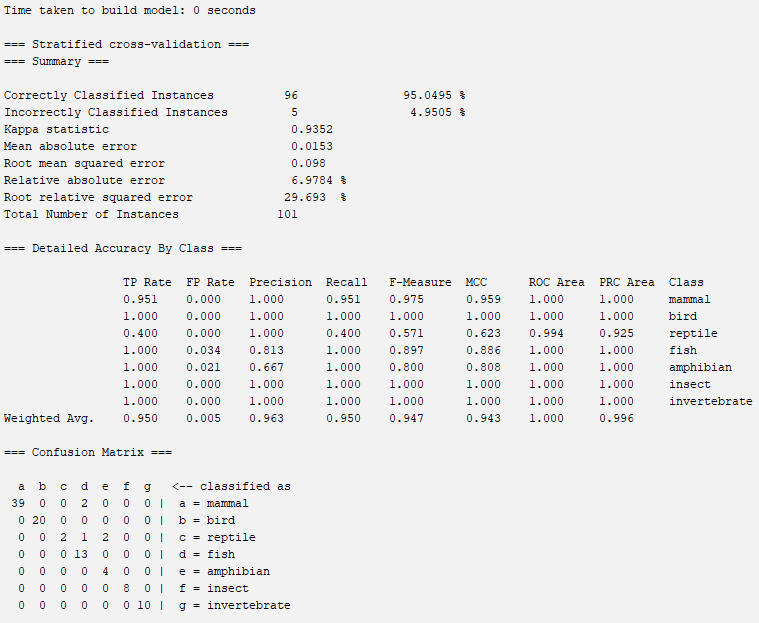 Time taken to build model: 0 seconds
=== Stratified cross-validation ===
=== Summary ===
Correctly Classified Instances          96               95.0495 %
Incorrectly Classified Instances         5                4.9505 %
Kappa statistic                          0.9352
Mean absolute error                      0.0153
Root mean squared error                  0.098
Relative absolute error                  6.9784 %
Root relative squared error             29.693  %
Total Number of Instances              101
=== Detailed Accuracy By Class ===
                 TP Rate  FP Rate  Precision  Recall   F-Measure  MCC      ROC Area  PRC Area  Class
                 0.951    0.000    1.000      0.951    0.975      0.959    1.000     1.000     mammal
                 1.000    0.000    1.000      1.000    1.000      1.000    1.000     1.000     bird
                 0.400    0.000    1.000      0.400    0.571      0.623    0.994     0.925     reptile
                 1.000    0.034    0.813      1.000    0.897      0.886    1.000     1.000     fish
                 1.000    0.021    0.667      1.000    0.800      0.808    1.000     1.000     amphibian
                 1.000    0.000    1.000      1.000    1.000      1.000    1.000     1.000     insect
                 1.000    0.000    1.000      1.000    1.000      1.000    1.000     1.000     invertebrate
Weighted Avg.    0.950    0.005    0.963      0.950    0.947      0.943    1.000     0.996
=== Confusion Matrix ===
  a  b  c  d  e  f  g   <-- classified as
 39  0  0  2  0  0  0 |  a = mammal
  0 20  0  0  0  0  0 |  b = bird
  0  0  2  1  2  0  0 |  c = reptile
  0  0  0 13  0  0  0 |  d = fish
  0  0  0  0  4  0  0 |  e = amphibian
  0  0  0  0  0  8  0 |  f = insect
  0  0  0  0  0  0 10 |  g = invertebrate